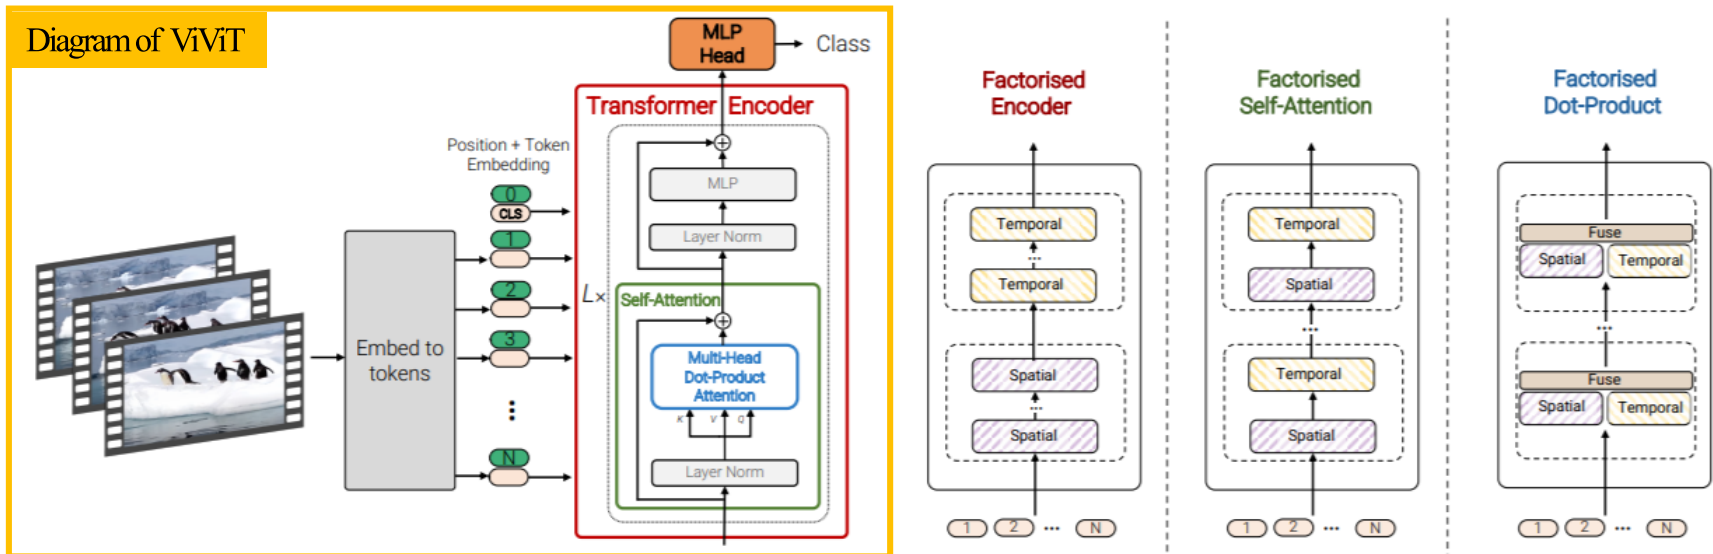 Diagram of ViViT
MLP
Head
Class
Transformer Encoder
Position + Token
Embedding
0
CLS
1
2
3
N
Embed to
tokens
L×
MLP
Layer Norm
Self-Attention
Multi-Head
Dot-Product
Attention
K V Q
Layer Norm
Factorised
Encoder
Temporal
...
Temporal
Spatial
...
Spatial
1 2 ... N
Factorised
Self-Attention
Temporal
Spatial
...
Temporal
Spatial
1 2 ... N
Factorised
Dot-Product
Fuse
Spatial Temporal
...
Fuse
Spatial Temporal
1 2 ... N